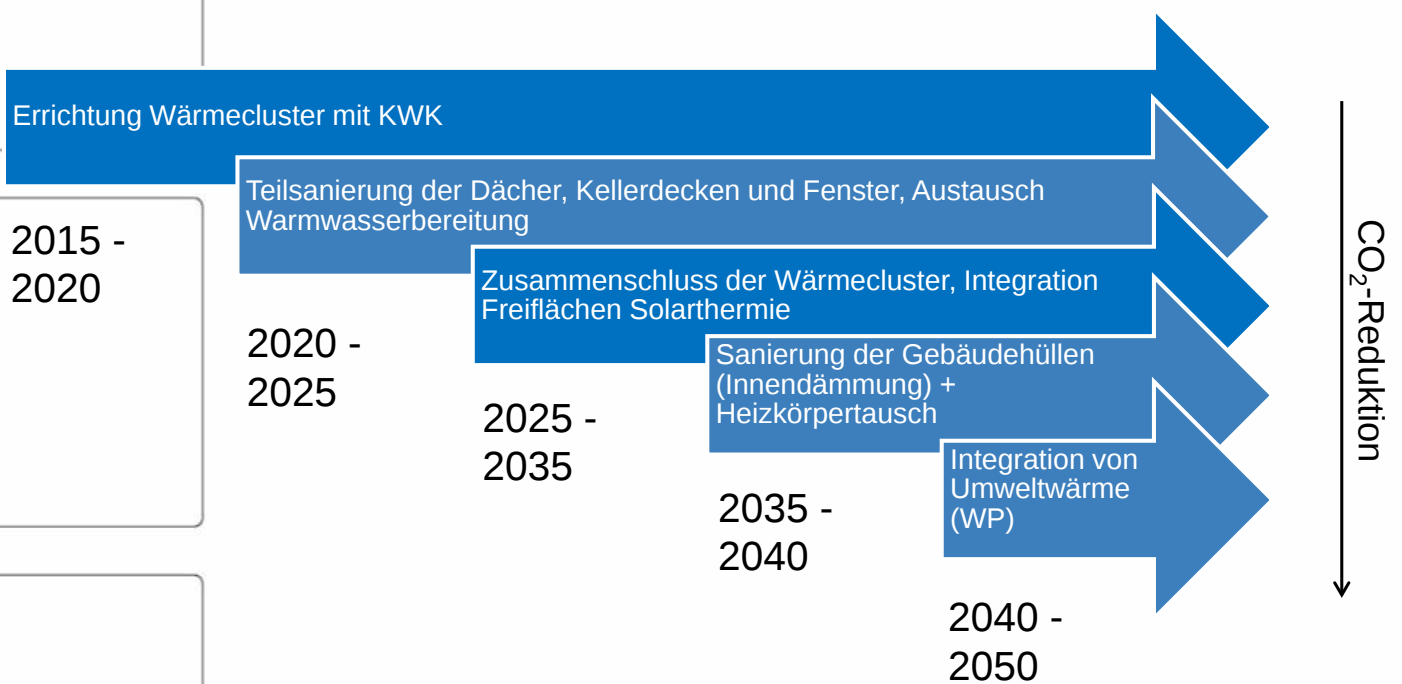 Errichtung Wärmecluster mit KWK
2015 -
2020
Teilsanierung der Dächer, Kellerdecken und Fenster, Austausch
Warmwasserbereitung
2020 -
2025
Zusammenschluss der Wärmecluster, Integration
Freiflächen Solarthermie
2025 -
2035
Sanierung der Gebäudehüllen
(Innendämmung) +
Heizkörpertausch
2035 -
2040
Integration von
Umweltwärme
(WP)
2040 -
2050
CO₂-Reduktion